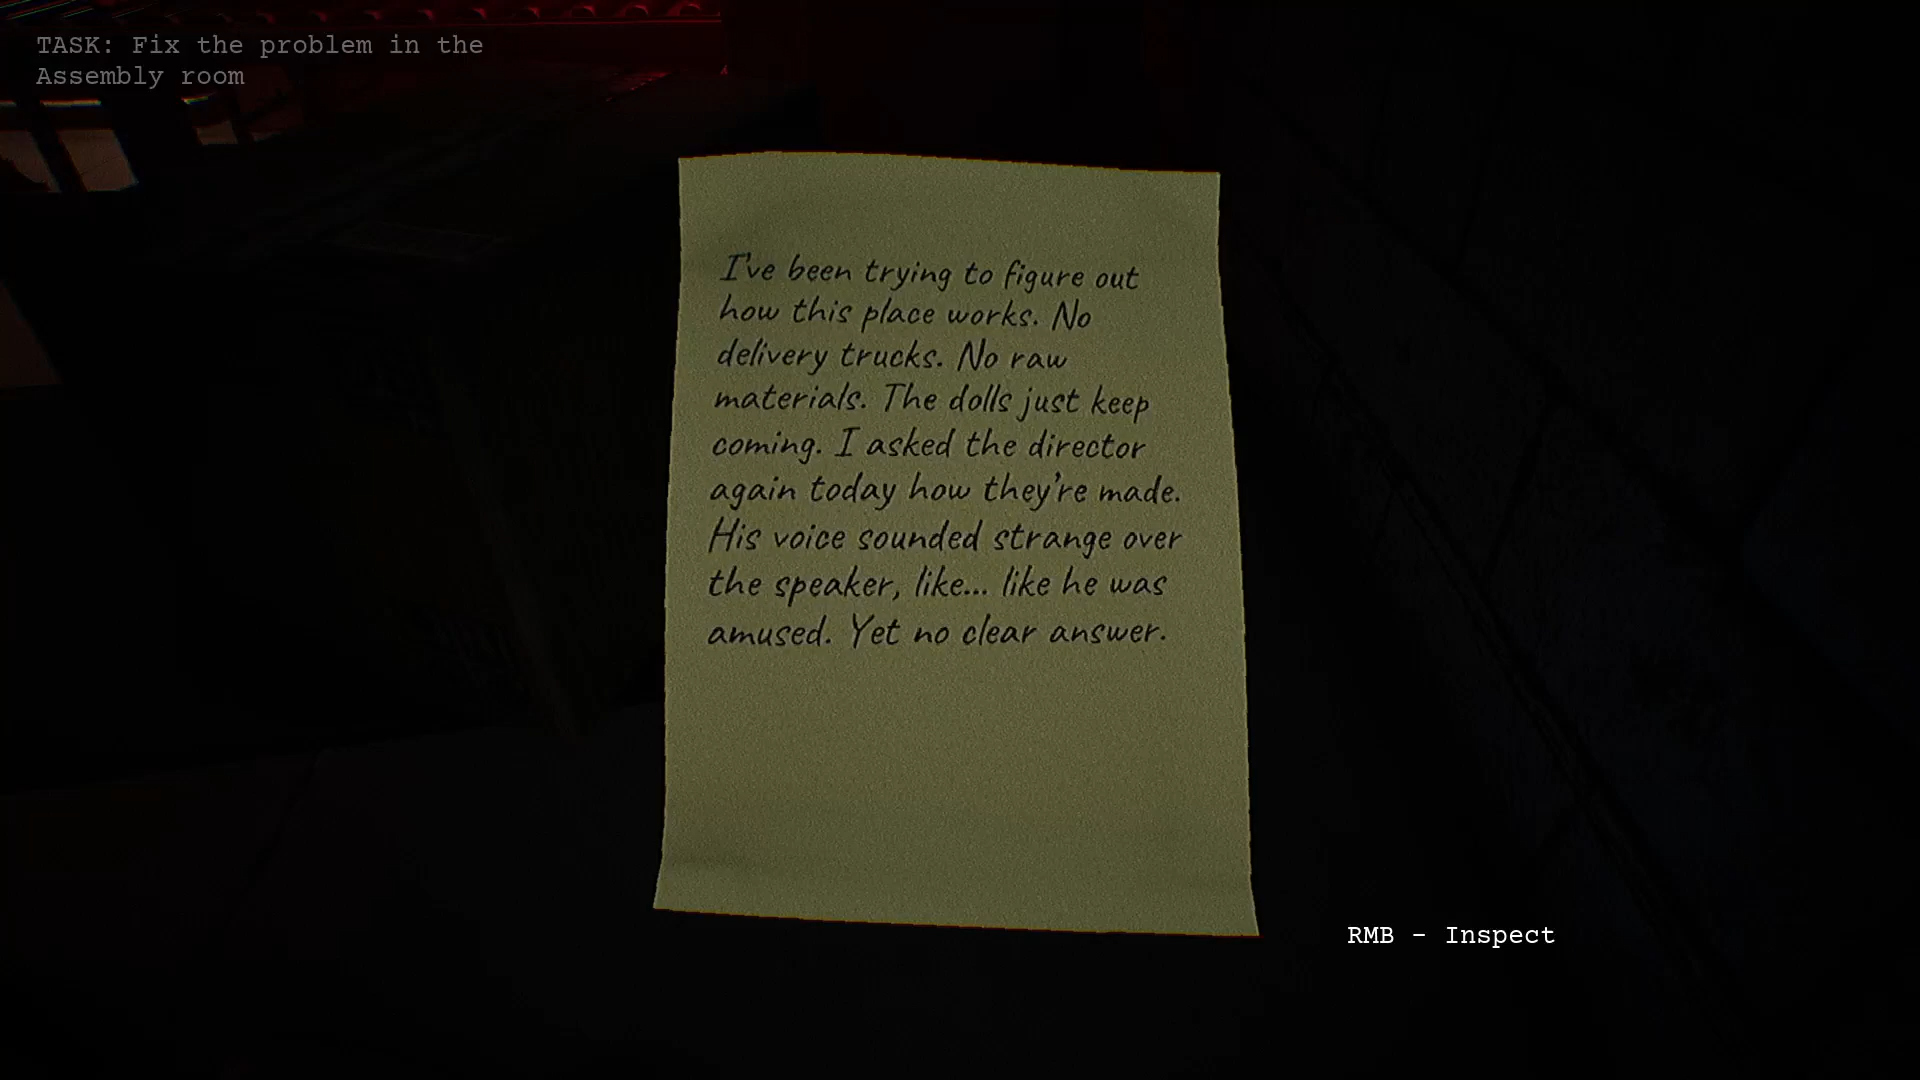 TASK: Fix the problem in the
Assembly room
I've been trying to figure out
how this place works. No
delivery trucks. No raw
materials. The dolls just keep
coming. I asked the director
again today how they're made.
His voice sounded strange over
the speaker, like... like he was
amused. Yet no clear answer.
RMB - Inspect